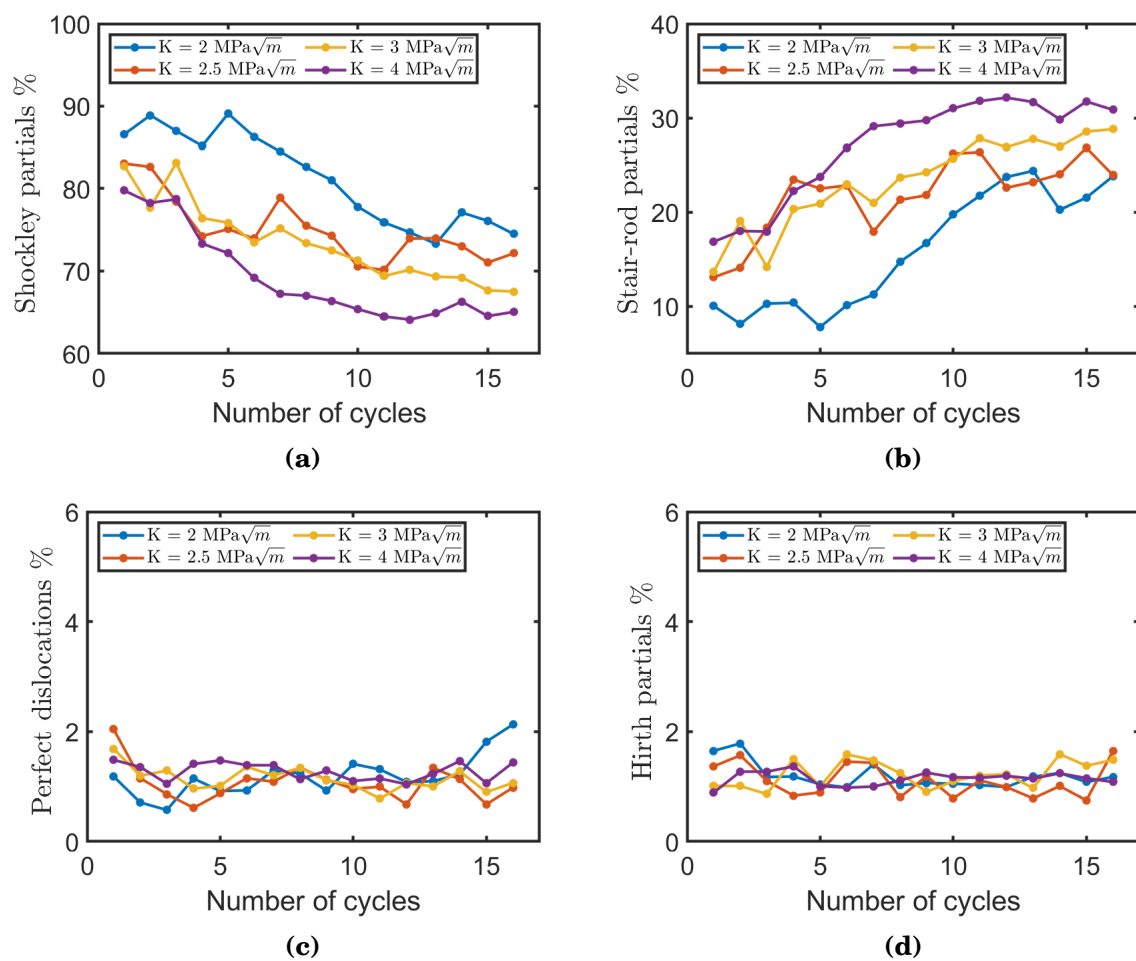 Shockley partials %
100
90
80
70
60
K = 2 MPa√m K = 3 MPa√m
K = 2.5 MPa√m K = 4 MPa√m
0 5 10 15
Number of cycles
(a)
Stair-rod partials %
40
30
20
10
K = 2 MPa√m K = 3 MPa√m
K = 2.5 MPa√m K = 4 MPa√m
0 5 10 15
Number of cycles
(b)
Perfect dislocations %
6
4
2
0
K = 2 MPa√m K = 3 MPa√m
K = 2.5 MPa√m K = 4 MPa√m
0 5 10 15
Number of cycles
(c)
Hirth partials %
6
4
2
0
K = 2 MPa√m K = 3 MPa√m
K = 2.5 MPa√m K = 4 MPa√m
0 5 10 15
Number of cycles
(d)